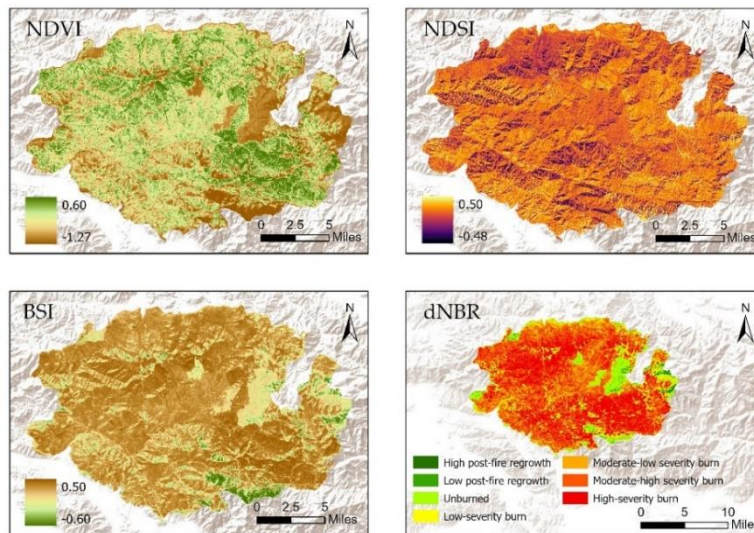 NDVI
N
0.60
-1.27
0 2.5 5
Miles
NDSI
N
0.50
-0.48
0 2.5 5
Miles
BSI
N
0.50
-0.60
0 2.5 5
Miles
dNBR
N
High post-fire regrowth
Low post-fire regrowth
Unburned
Low-severity burn
Moderate-low severity burn
Moderate-high severity burn
High-severity burn
0 5 10
Miles